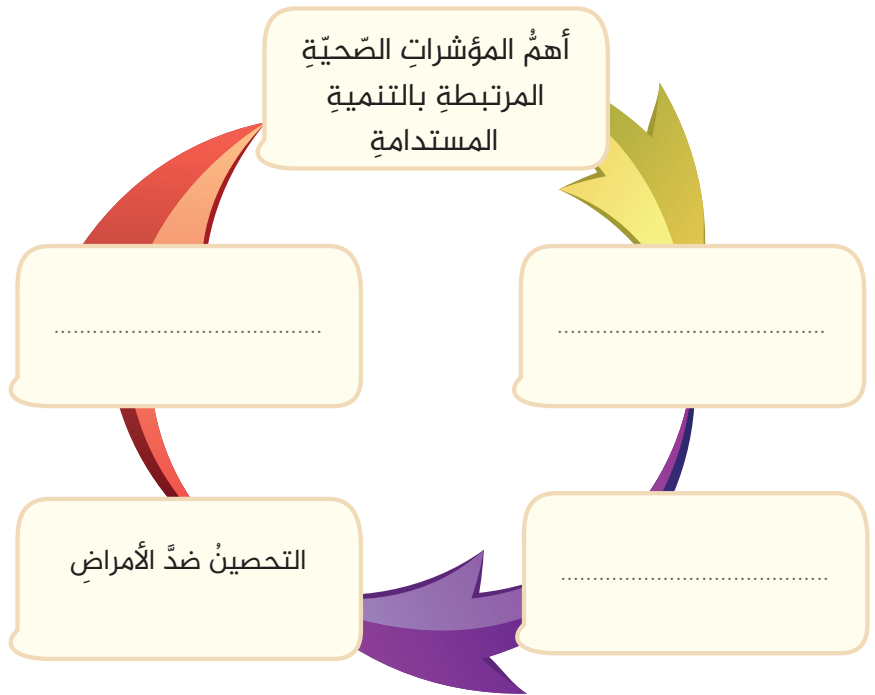 أهمُّ المؤشراتِ الصّحيّةِ
المرتبطةِ بالتنميةِ
المستدامةِ
........................................
........................................
........................................
التحصينُ ضدَّ الأمراضِ